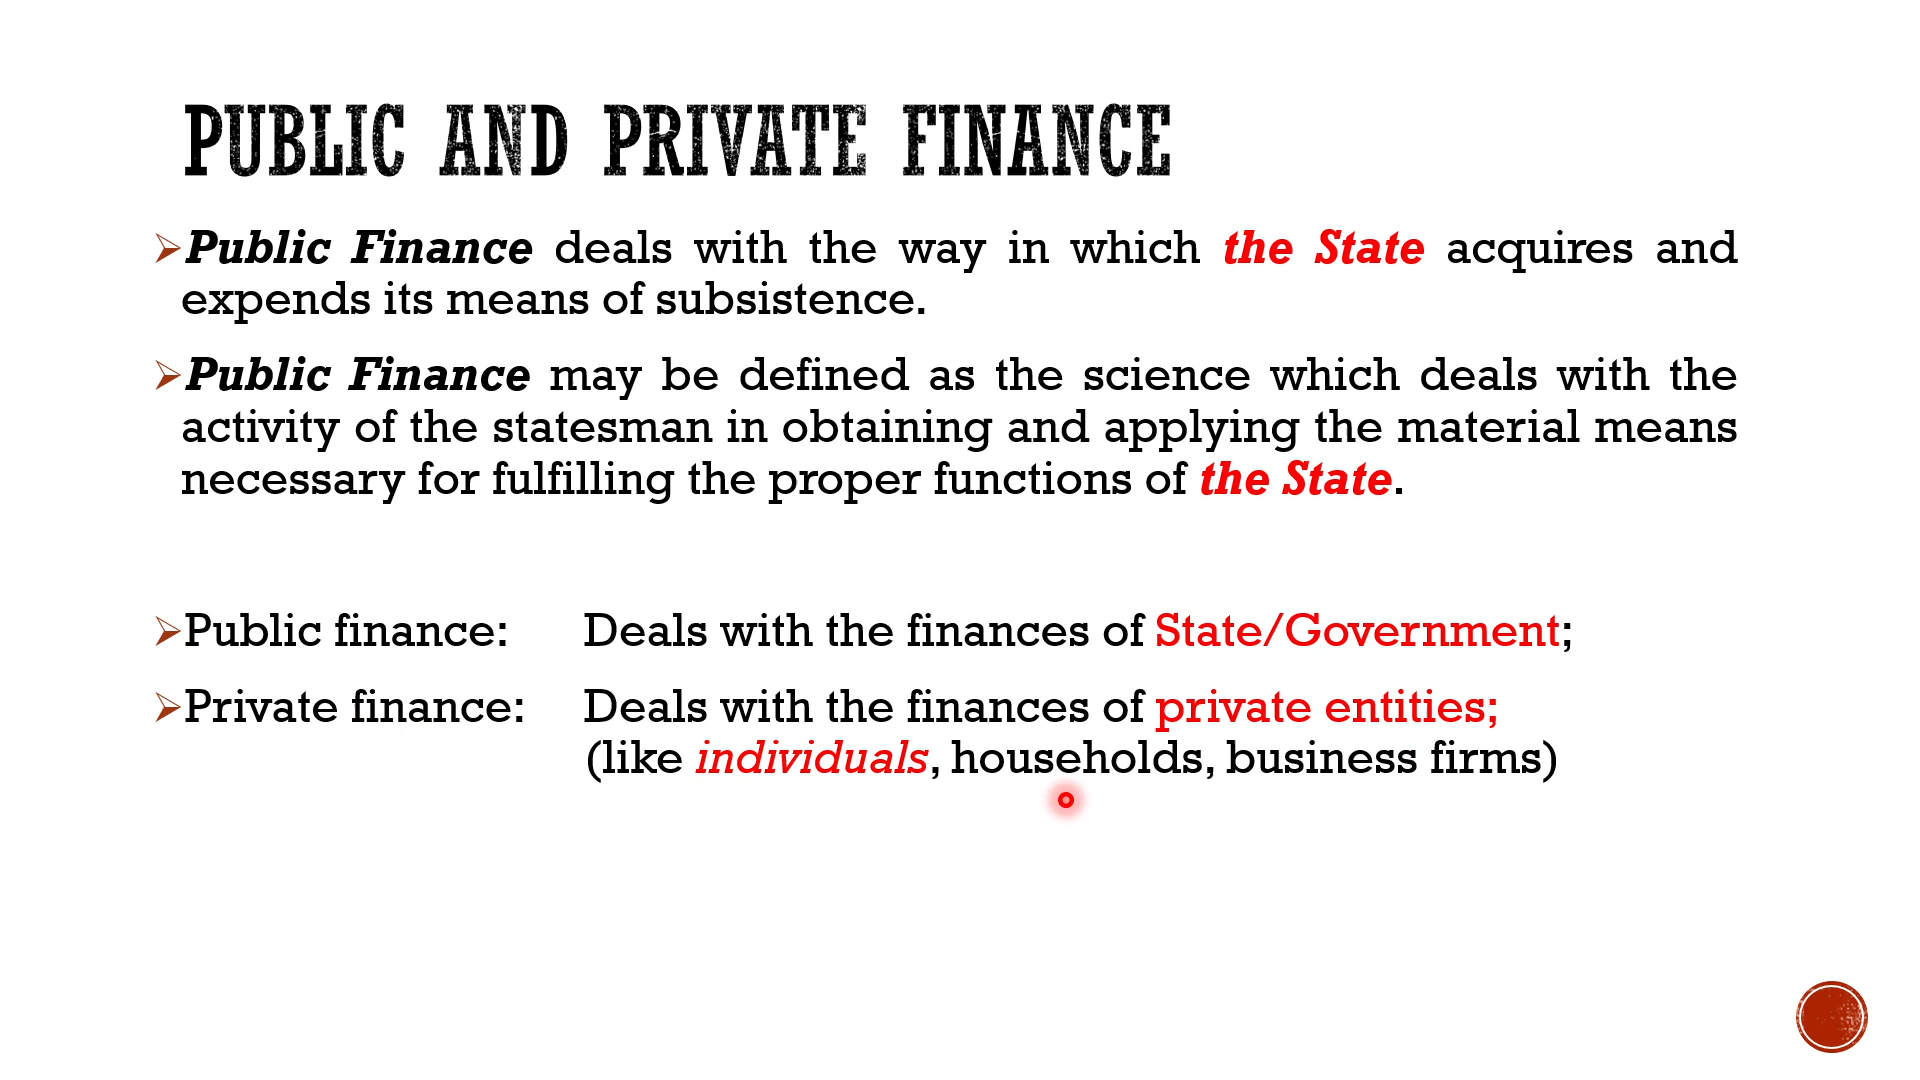 PUBLIC AND PRIVATE FINANCE
Public Finance deals with the way in which the State acquires and
expends its means of subsistence.
Public Finance may be defined as the science which deals with the
activity of the statesman in obtaining and applying the material means
necessary for fulfilling the proper functions of the State.
Public finance: Deals with the finances of State/Government;
Private finance: Deals with the finances of private entities;
(like individuals, households, business firms)